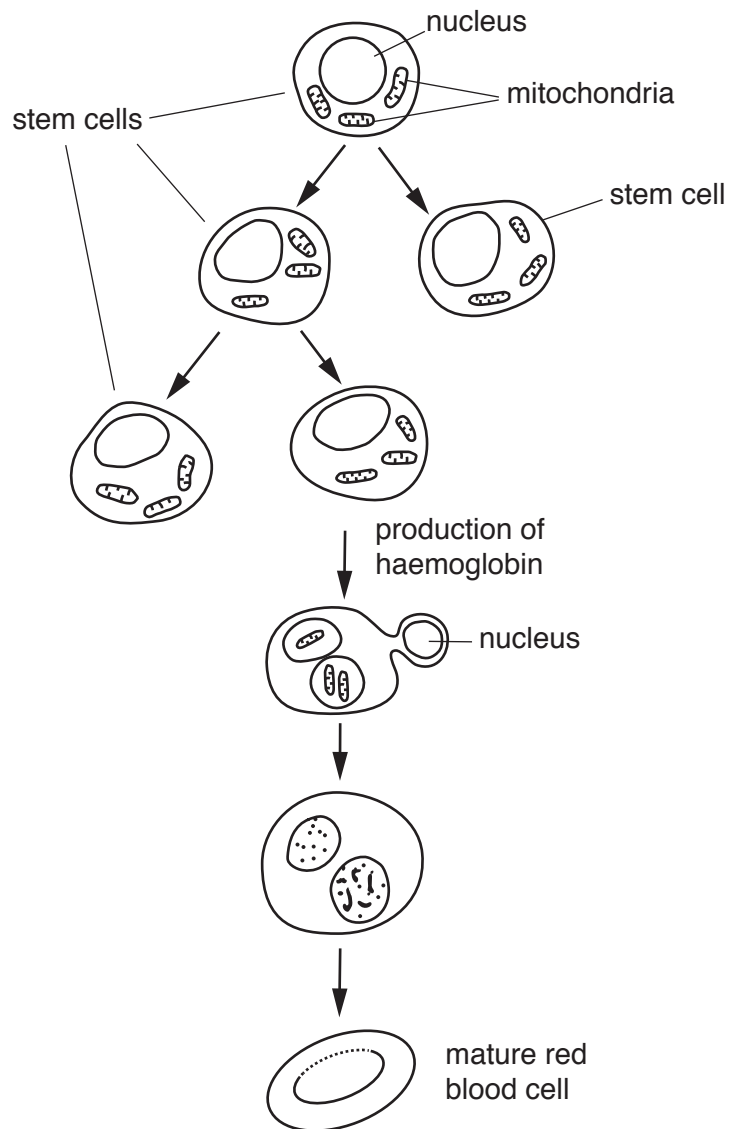 nucleus
mitochondria
stem cells
stem cell
production of
haemoglobin
nucleus
mature red
blood cell